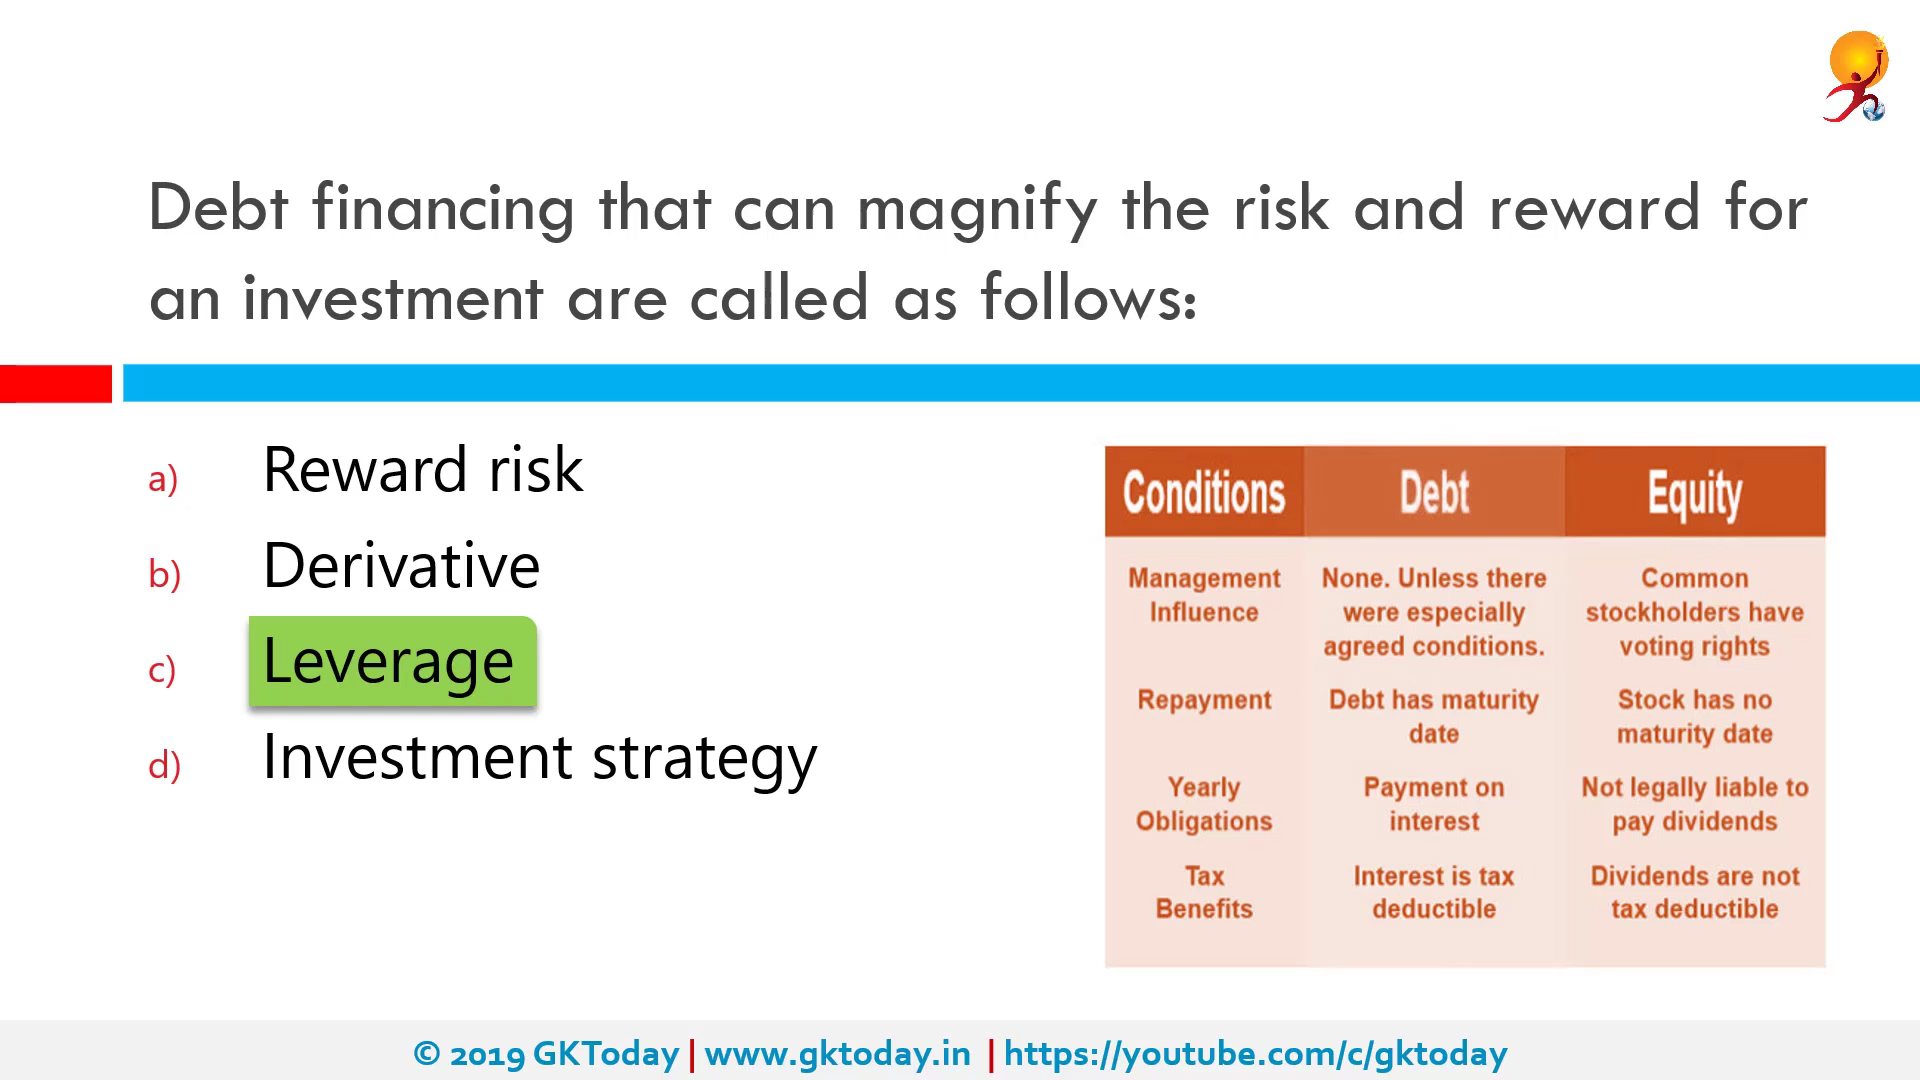 Debt financing that can magnify the risk and reward for
an investment are called as follows:
a) Reward risk
b) Derivative
c) Leverage
d) Investment strategy
Conditions Debt Equity
Management Influence None. Unless there were especially agreed conditions. Common stockholders have voting rights
Repayment Debt has maturity date Stock has no maturity date
Yearly Obligations Payment on interest Not legally liable to pay dividends
Tax Benefits Interest is tax deductible Dividends are not tax deductible
© 2019 GKToday | www.gktoday.in | https://youtube.com/c/gktoday